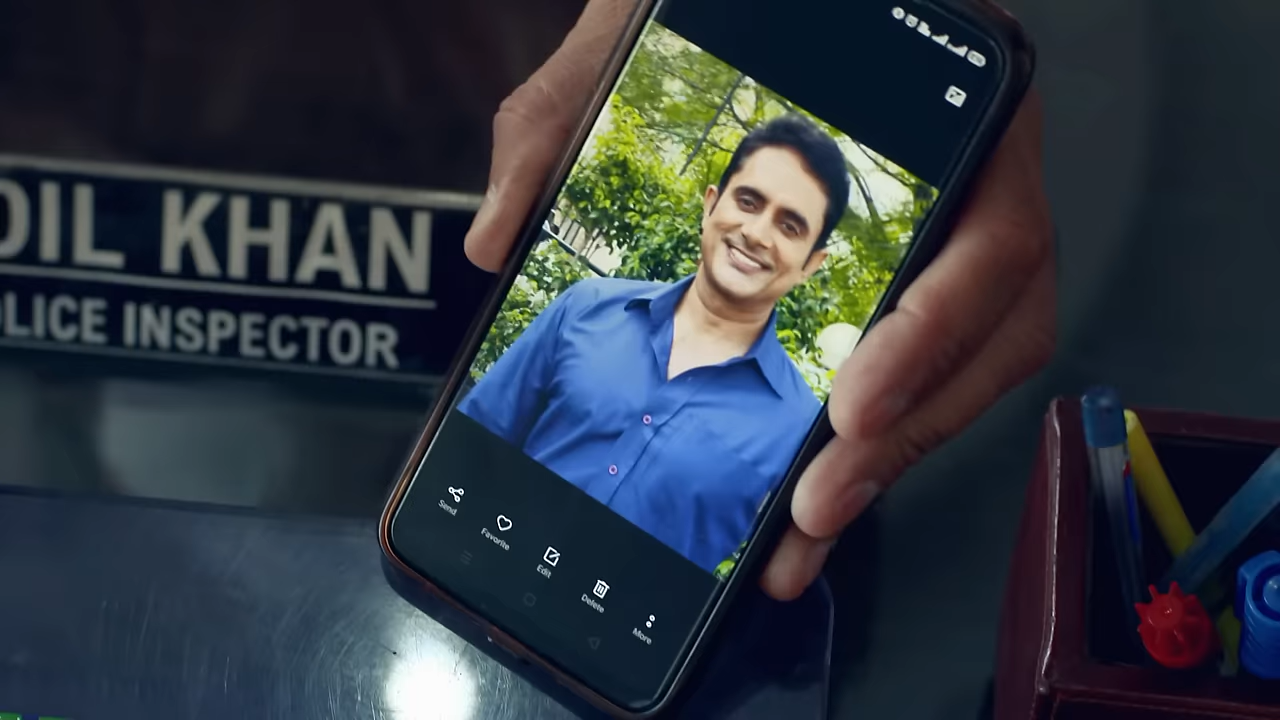 DIL KHAN
LICE INSPECTOR
Send
Favorite
Edit
Delete
More